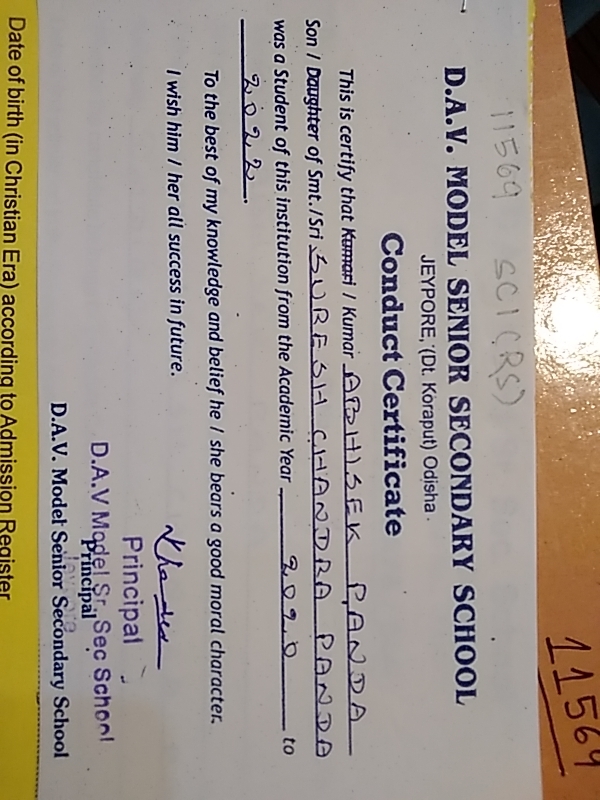 11569
11569 SCI (RS)
D.A.V. MODEL SENIOR SECONDARY SCHOOL
JEYPORE, (Dt. Koraput) Odisha.
Conduct Certificate
This is certify that Kumari / Kumar ABHISEK PANDA
Son / Daughter of Smt./Sri SURESH CHANDRA PANDA
was a Student of this institution from the Academic Year 2020 to
2022.
To the best of my knowledge and belief he / she bears a good moral character.
I wish him / her all success in future.
Principal
D.A.V Model Sr. Sec School
Principal
D.A.V. Model Senior Secondary School
Date of birth (in Christian Era) according to Admission Register